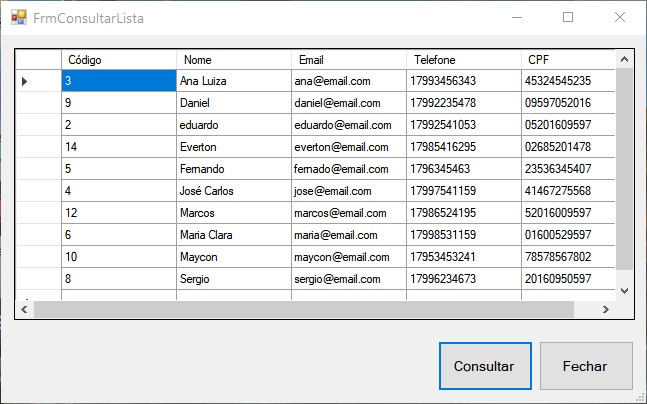 FrmConsultarLista
Código Nome Email Telefone CPF
3 Ana Luiza ana@email.com 17993456343 45324545235
9 Daniel daniel@email.com 17992235478 09597052016
2 eduardo eduardo@email.com 17992541053 05201609597
14 Everton everton@email.com 17985416295 02685201478
5 Fernando fernado@email.com 1796345463 23536345407
4 José Carlos jose@email.com 17997541159 41467275568
12 Marcos marcos@email.com 17986524195 52016009597
6 Maria Clara maria@email.com 17998531159 01600529597
10 Maycon maycon@email.com 17953453241 78578567802
8 Sergio sergio@email.com 17996234673 20160950597
Consultar Fechar